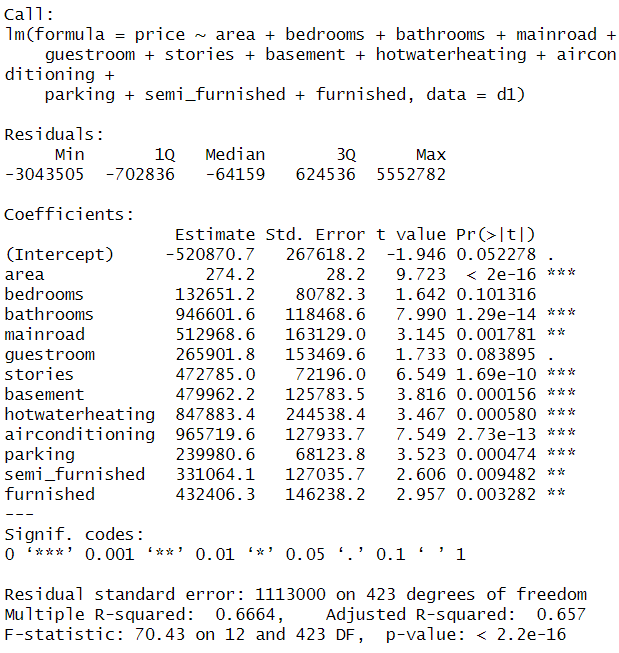 Call:
lm(formula = price ~ area + bedrooms + bathrooms + mainroad +
    guestroom + stories + basement + hotwaterheating + aircon
ditioning +
    parking + semi_furnished + furnished, data = d1)

Residuals:
     Min       1Q   Median       3Q      Max
-3043505  -702836   -64159   624536  5552782

Coefficients:
                 Estimate Std. Error t value Pr(>|t|)
(Intercept)     -520870.7   267618.2  -1.946 0.052278 .
area                274.2       28.2   9.723  < 2e-16 ***
bedrooms         132651.2    80782.3   1.642 0.101316
bathrooms        946601.6   118468.6   7.990 1.29e-14 ***
mainroad         512968.6   163129.0   3.145 0.001781 **
guestroom        265901.8   153469.6   1.733 0.083895 .
stories          472785.0    72196.0   6.549 1.69e-10 ***
basement         479962.2   125783.5   3.816 0.000156 ***
hotwaterheating  847883.4   244538.4   3.467 0.000580 ***
airconditioning  965719.6   127933.7   7.549 2.73e-13 ***
parking          239980.6    68123.8   3.523 0.000474 ***
semi_furnished   331064.1   127035.7   2.606 0.009482 **
furnished        432406.3   146238.2   2.957 0.003282 **
---
Signif. codes:
0 ‘***’ 0.001 ‘**’ 0.01 ‘*’ 0.05 ‘.’ 0.1 ‘ ’ 1

Residual standard error: 1113000 on 423 degrees of freedom
Multiple R-squared:  0.6664,	Adjusted R-squared:  0.657
F-statistic: 70.43 on 12 and 423 DF,  p-value: < 2.2e-16